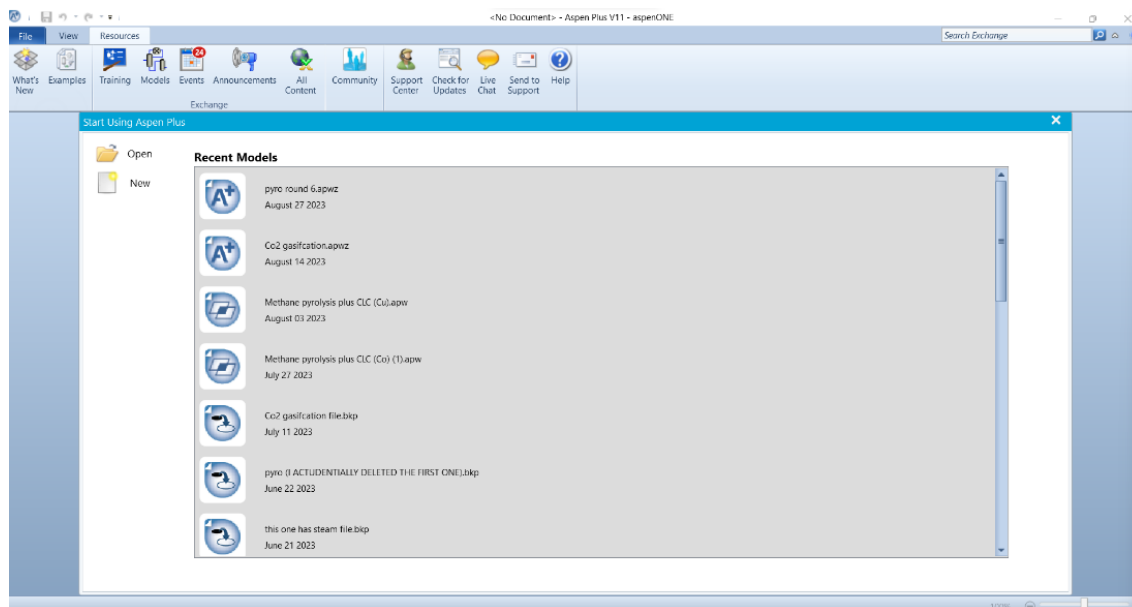 <No Document> - Aspen Plus V11 - aspenONE
File View Resources Search Exchange
What's New
Examples
Training
Models
24
Events
Announcements
All Content
Community
Support Center
Check for Updates
Live Chat
Send to Support
Help
Exchange
Start Using Aspen Plus
Open
New
Recent Models
A+
pyro round 6.apwz
August 27 2023
A+
Co2 gasifcation.apwz
August 14 2023
Methane pyrolysis plus CLC (Cu).apw
August 03 2023
Methane pyrolysis plus CLC (Co) (1).apw
July 27 2023
Co2 gasifcation file.bkp
July 11 2023
pyro (I ACTUDENTIALLY DELETED THE FIRST ONE).bkp
June 22 2023
this one has steam file.bkp
June 21 2023
100%